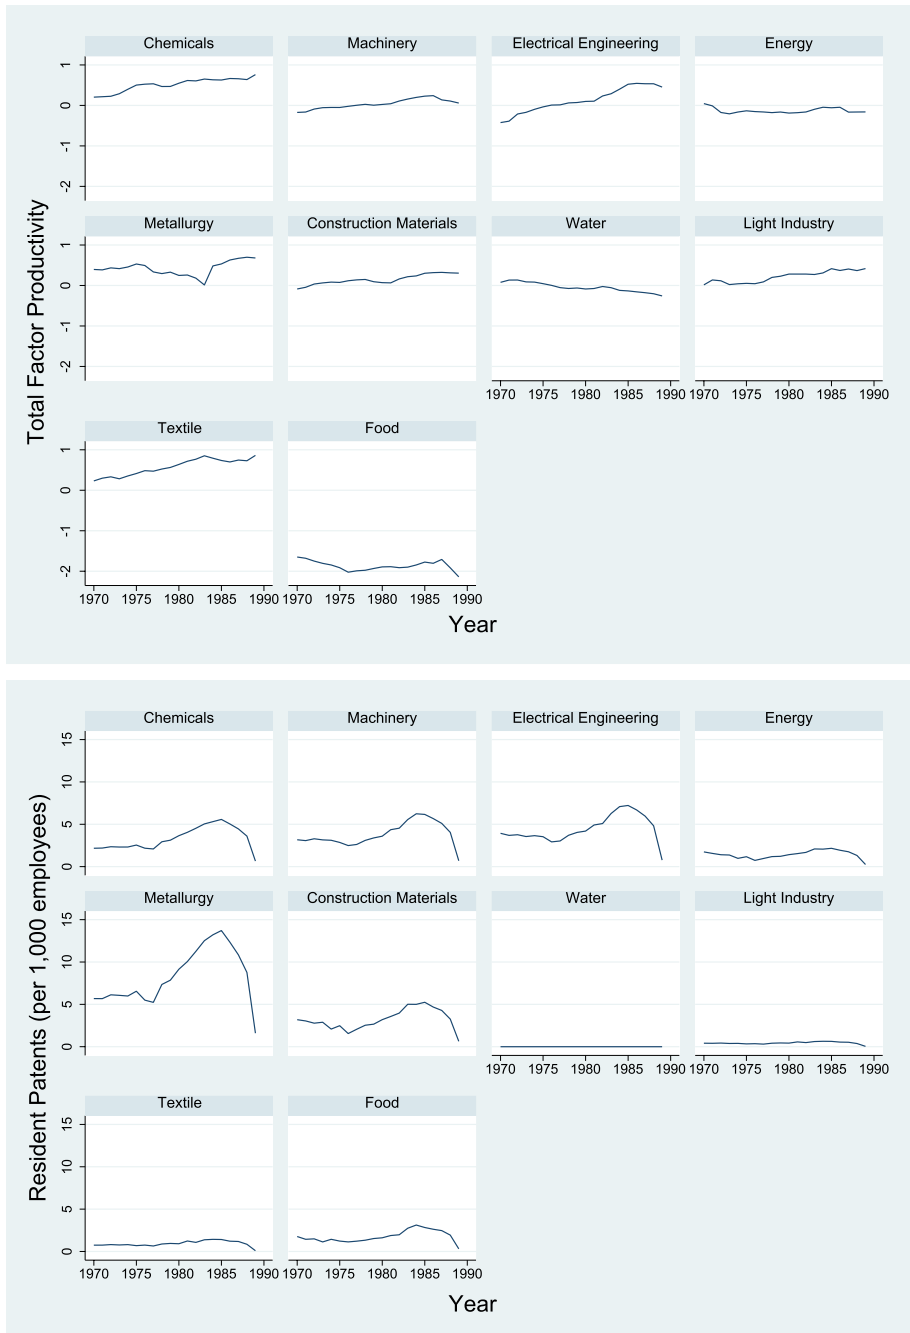 Chemicals Machinery Electrical Engineering Energy
1
0
-1
-2
Metallurgy Construction Materials Water Light Industry
1
0
-1
-2
1970 1975 1980 1985 1990 1970 1975 1980 1985 1990
Textile Food
1
0
-1
-2
1970 1975 1980 1985 1990 1970 1975 1980 1985 1990
Total Factor Productivity
Year
Chemicals Machinery Electrical Engineering Energy
15
10
5
0
Metallurgy Construction Materials Water Light Industry
15
10
5
0
1970 1975 1980 1985 1990 1970 1975 1980 1985 1990
Textile Food
15
10
5
0
1970 1975 1980 1985 1990 1970 1975 1980 1985 1990
Resident Patents (per 1,000 employees)
Year